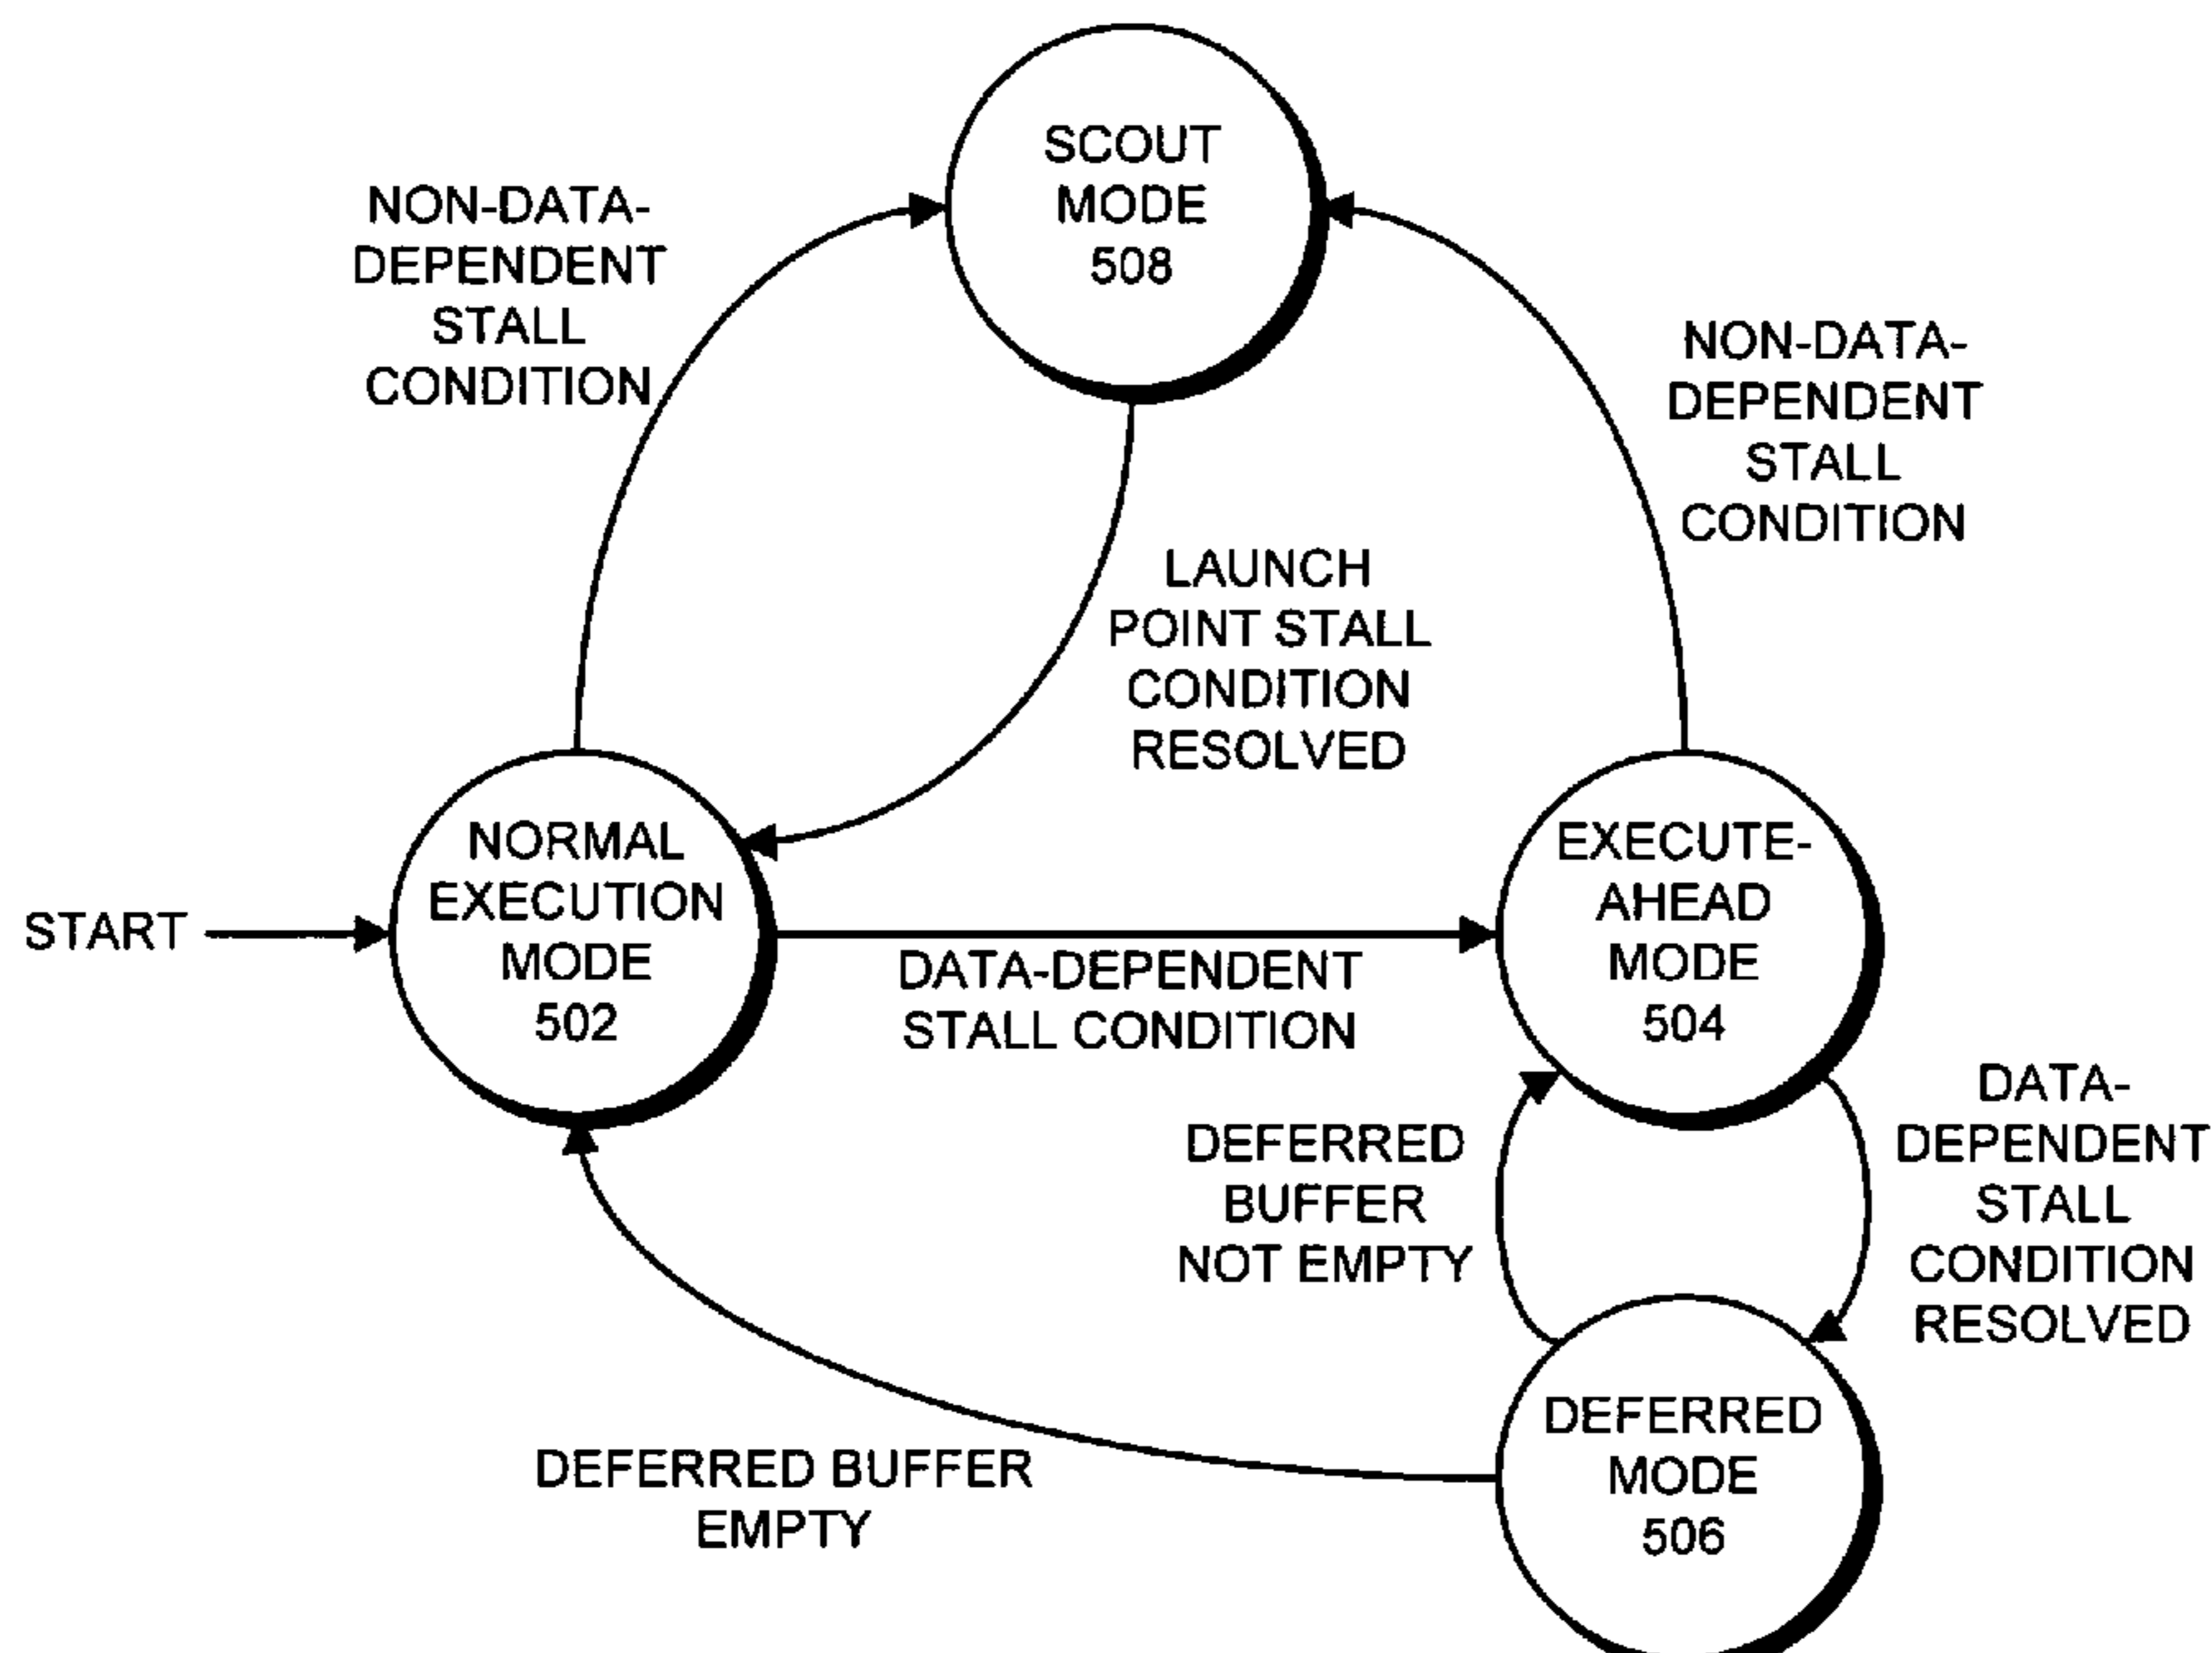 SCOUT
MODE
508
NON-DATA-
DEPENDENT
STALL
CONDITION
NON-DATA-
DEPENDENT
STALL
CONDITION
LAUNCH
POINT STALL
CONDITION
RESOLVED
START
NORMAL
EXECUTION
MODE
502
DATA-DEPENDENT
STALL CONDITION
EXECUTE-
AHEAD
MODE
504
DEFERRED
BUFFER
NOT EMPTY
DATA-
DEPENDENT
STALL
CONDITION
RESOLVED
DEFERRED BUFFER
EMPTY
DEFERRED
MODE
506